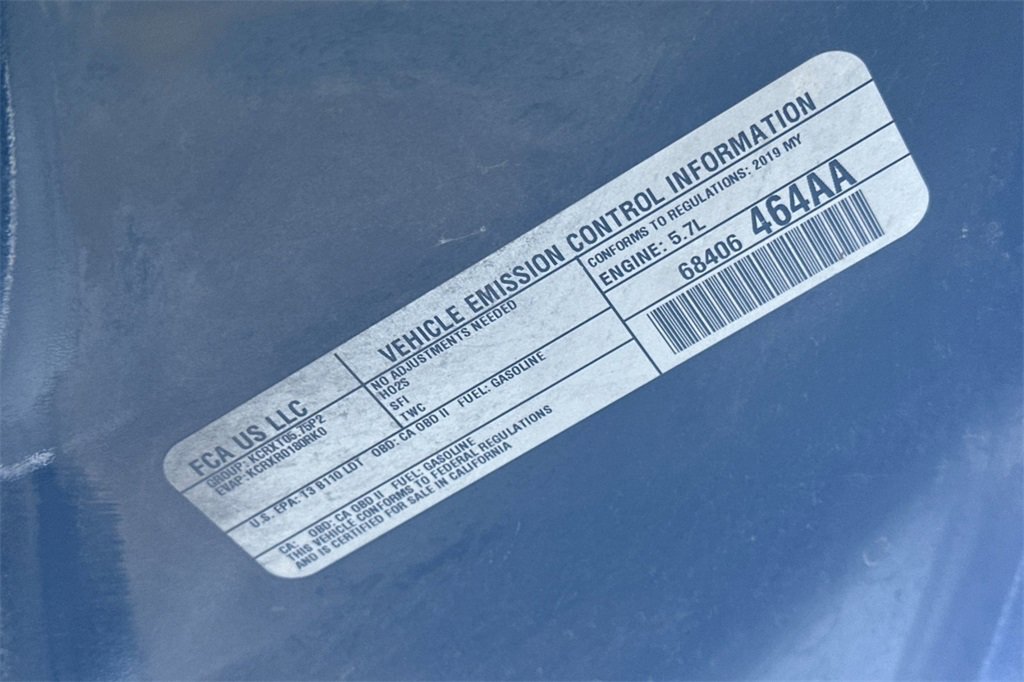 FCA US LLC
GROUP: KCRXT05.75P2
EVAP: KCRXR0180RK0
VEHICLE EMISSION CONTROL INFORMATION
NO ADJUSTMENTS NEEDED
HO2S
SFI
TWC
CONFORMS TO REGULATIONS: 2019 MY
ENGINE: 5.7L
68406 464AA
U.S. EPA: T3 B110 LDT OBD: CA OBD II FUEL: GASOLINE
CA: OBD: CA OBD II FUEL: GASOLINE
THIS VEHICLE CONFORMS TO FEDERAL REGULATIONS
AND IS CERTIFIED FOR SALE IN CALIFORNIA